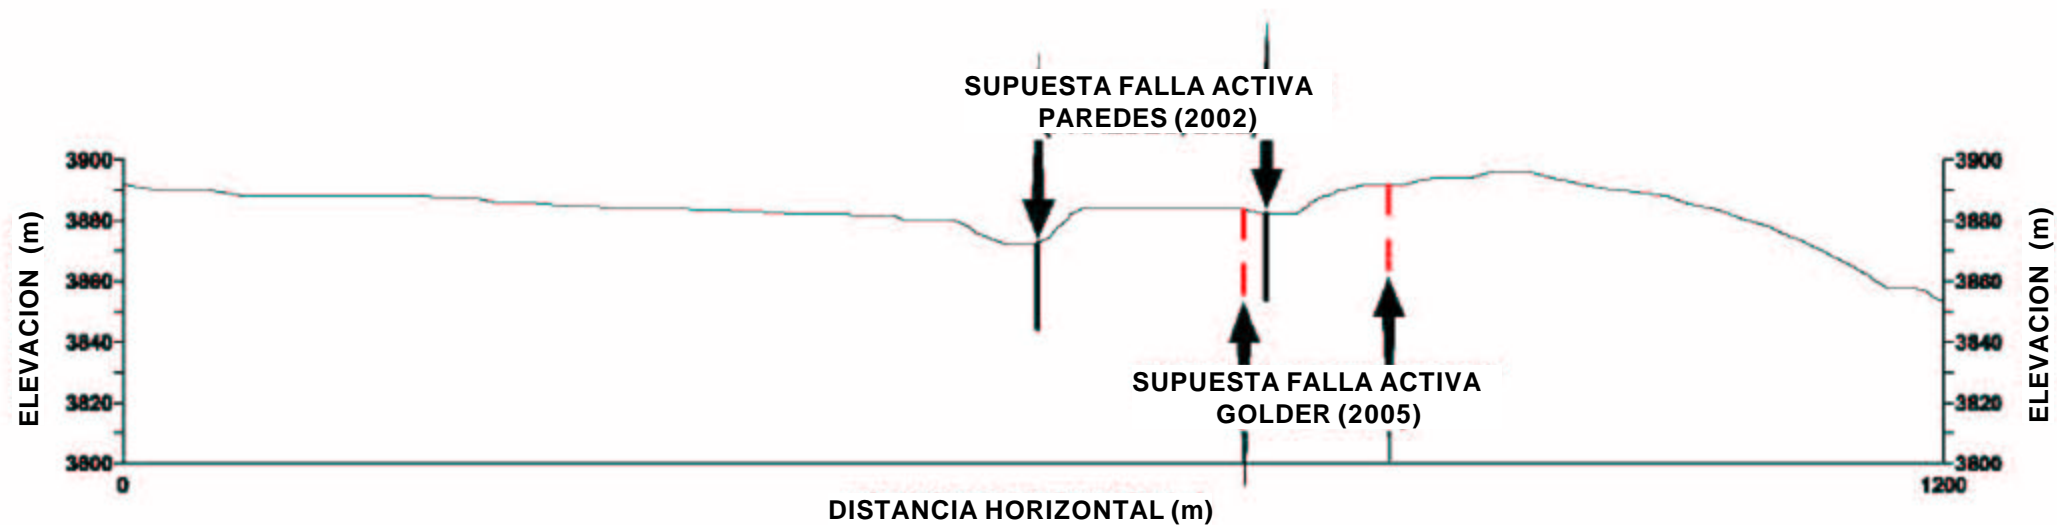 SUPUESTA FALLA ACTIVA
PAREDES (2002)
3900
3880
3860
3840
3820
3800
ELEVACION (m)
3900
3880
3860
3840
3820
3800
ELEVACION (m)
SUPUESTA FALLA ACTIVA
GOLDER (2005)
0
1200
DISTANCIA HORIZONTAL (m)